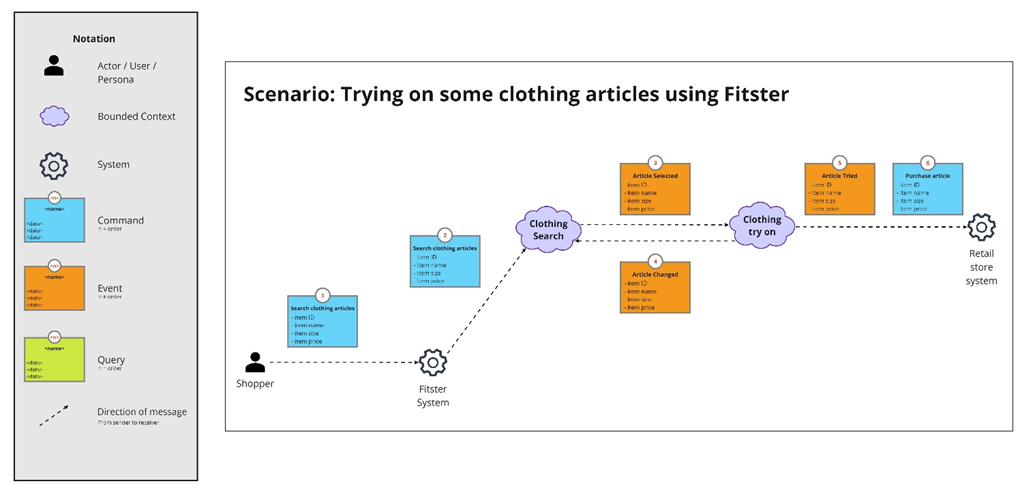 Notation
Actor / User /
Persona
Bounded Context
System
<n>
<name>
<data>
<data>
<data>
Command
n = order
<n>
<name>
<data>
<data>
<data>
Event
n = order
<n>
<name>
<data>
<data>
<data>
Query
n = order
Direction of message
From sender to receiver
Scenario: Trying on some clothing articles using Fitster
1
Search clothing articles
- item ID
- item name
- item size
- item price
2
Search clothing articles
- item ID
- item name
- item size
- item price
3
Article Selected
- item ID
- item name
- item size
- item price
4
Article Changed
- item ID
- item name
- item size
- item price
5
Article Tried
- item ID
- item name
- item size
- item price
6
Purchase article
- item ID
- item name
- item size
- item price
Clothing
Search
Clothing
try on
Retail
store
system
Shopper
Fitster
System